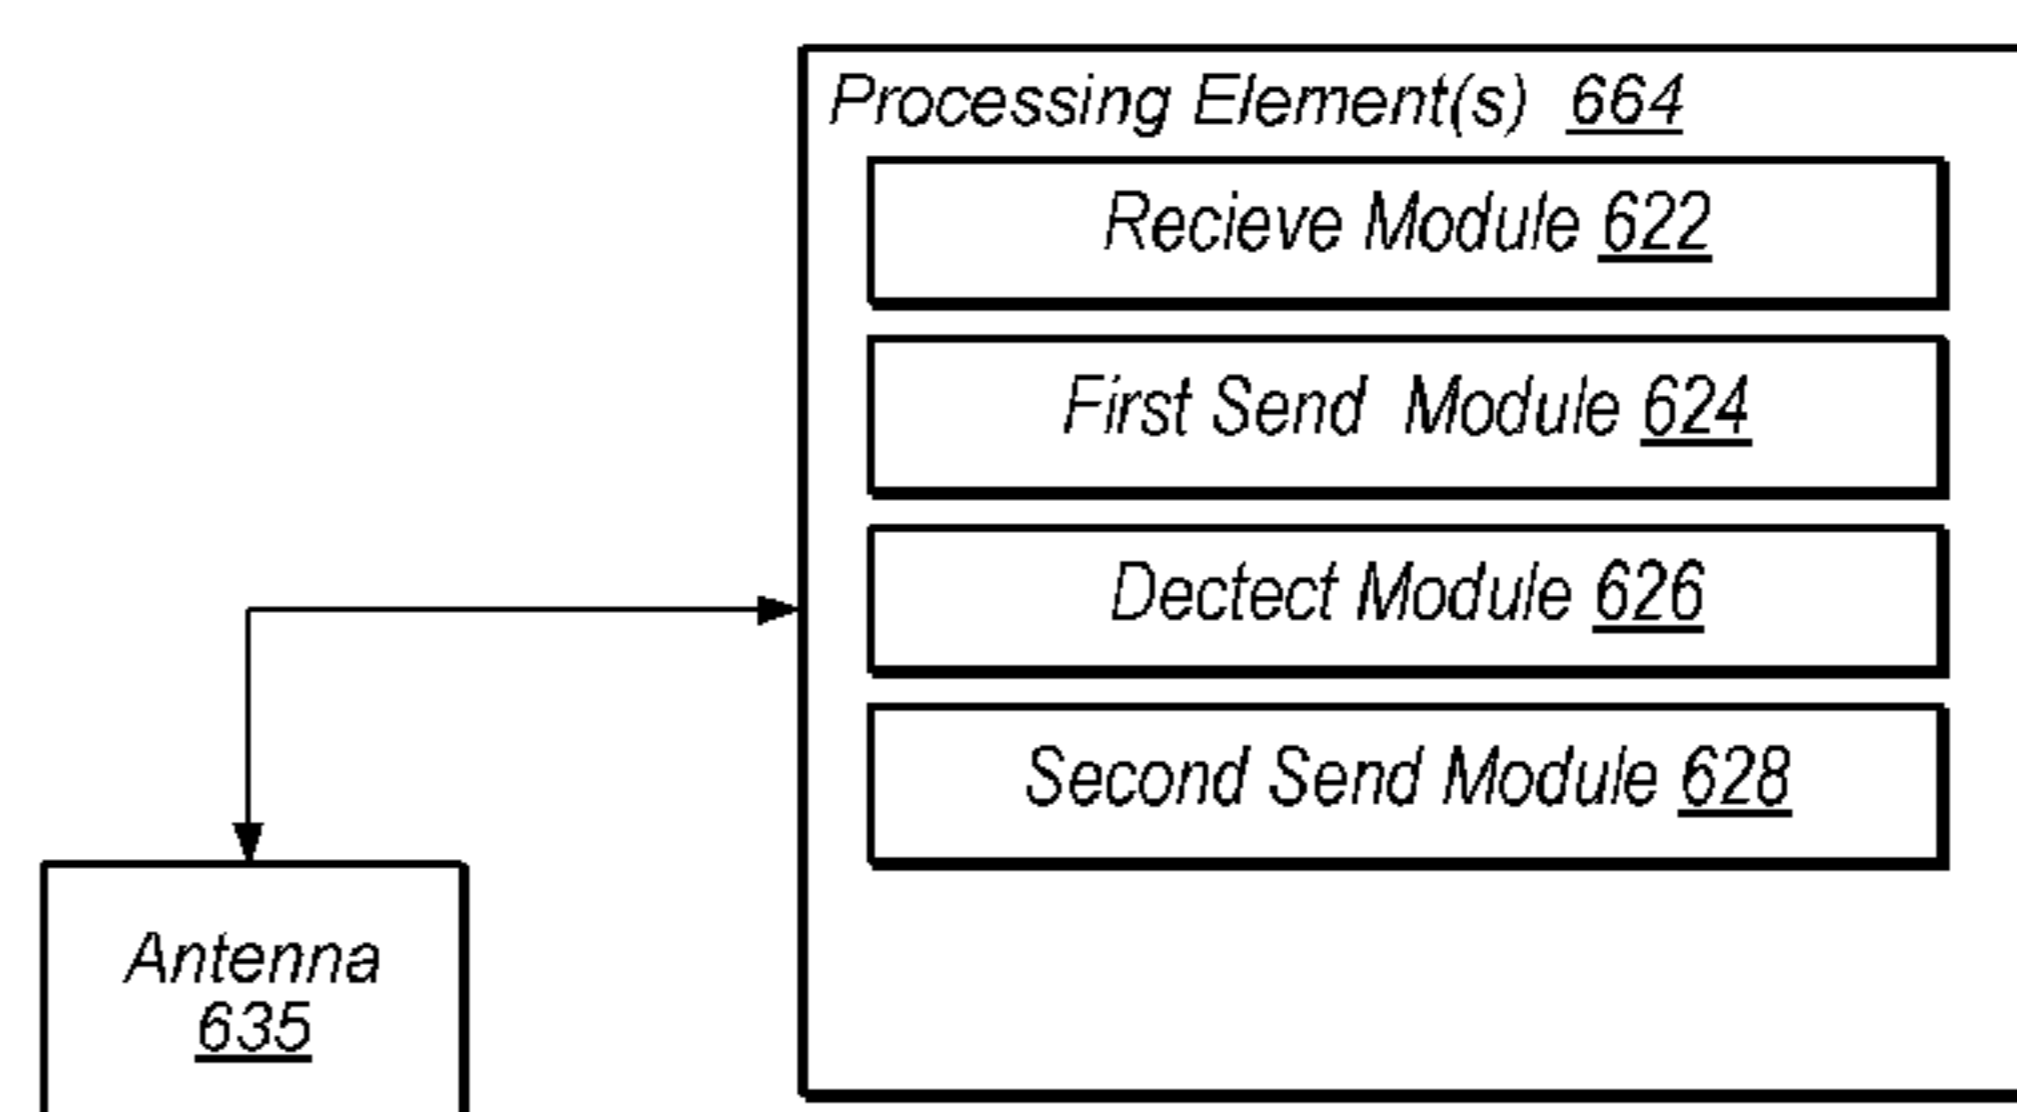 Processing Element(s) 664
Recieve Module 622
First Send Module 624
Dectect Module 626
Second Send Module 628
Antenna
635